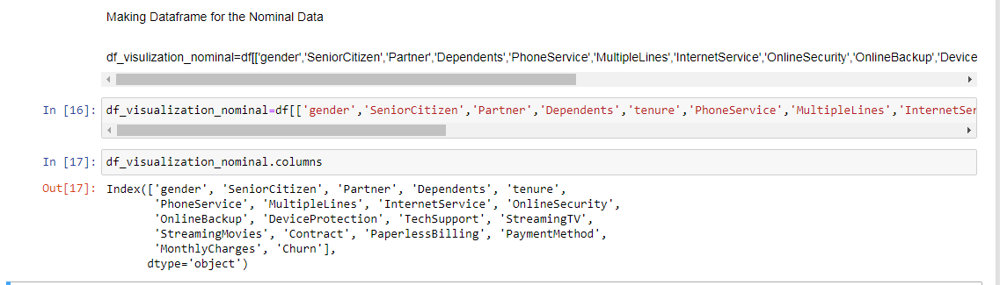 Making Dataframe for the Nominal Data
df_visulization_nominal=df[['gender','SeniorCitizen','Partner','Dependents','PhoneService','MultipleLines','InternetService','OnlineSecurity','OnlineBackup','Device
In [16]: df_visualization_nominal=df[['gender','SeniorCitizen','Partner','Dependents','tenure','PhoneService','MultipleLines','InternetSer
In [17]: df_visualization_nominal.columns
Out[17]: Index(['gender', 'SeniorCitizen', 'Partner', 'Dependents', 'tenure',
'PhoneService', 'MultipleLines', 'InternetService', 'OnlineSecurity',
'OnlineBackup', 'DeviceProtection', 'TechSupport', 'StreamingTV',
'StreamingMovies', 'Contract', 'PaperlessBilling', 'PaymentMethod',
'MonthlyCharges', 'Churn'],
dtype='object')